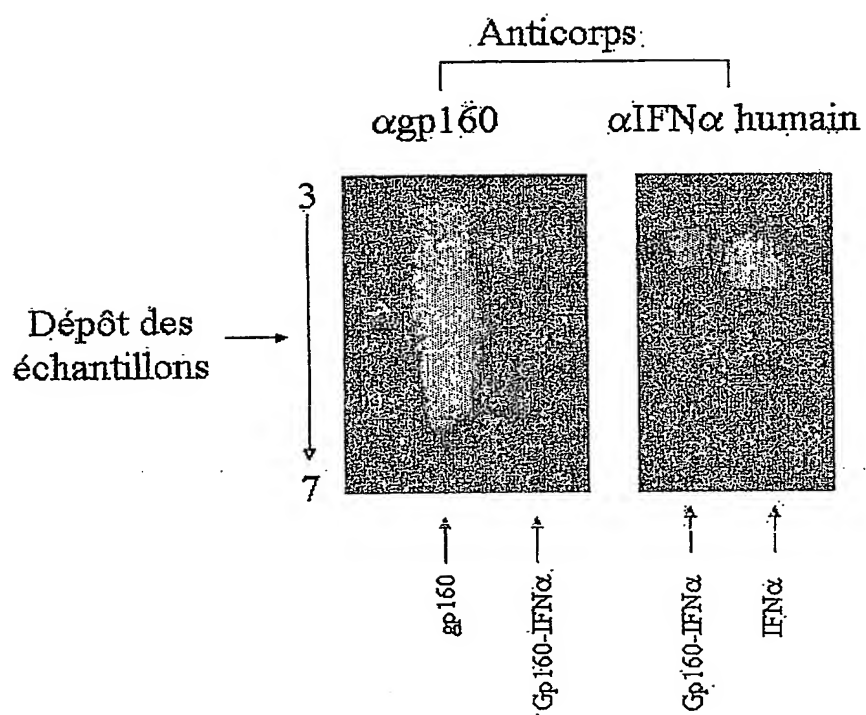 Anticorps
αgp160
αIFNα humain
3
Dépôt des
échantillons
7
gp160
Gp160-IFNα
Gp160-IFNα
IFNα